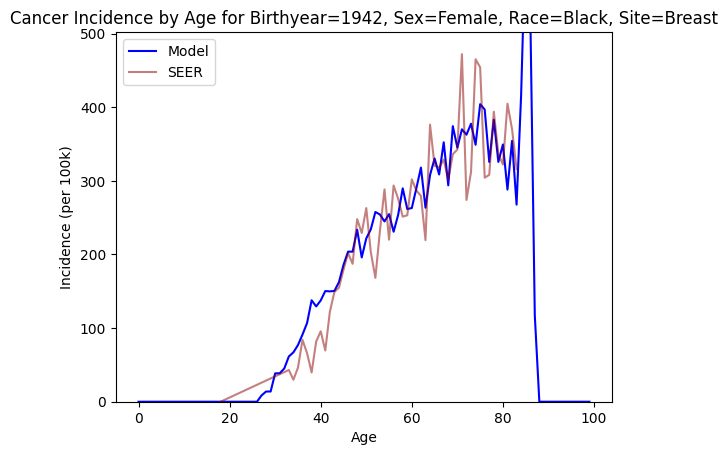 Cancer Incidence by Age for Birthyear=1942, Sex=Female, Race=Black, Site=Breast
500
400
300
200
100
0
Incidence (per 100k)
Model
SEER
0 20 40 60 80 100
Age